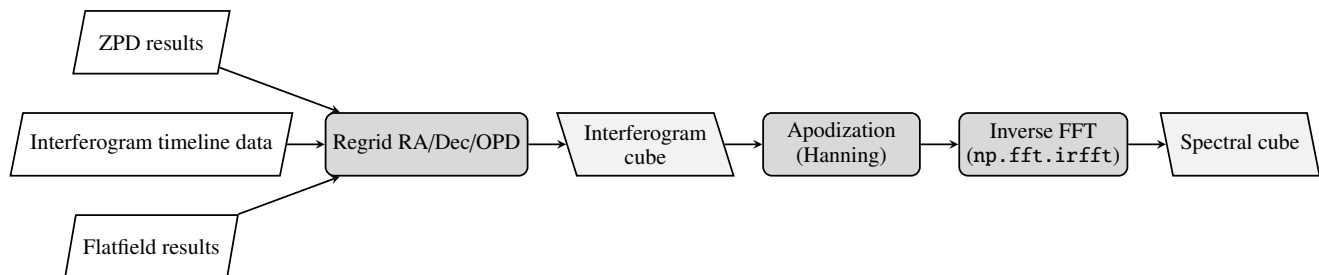 ZPD results
Interferogram timeline data
Flatfield results
Regrid RA/Dec/OPD
Interferogram
cube
Apodization
(Hanning)
Inverse FFT
(np.fft.irfft)
Spectral cube